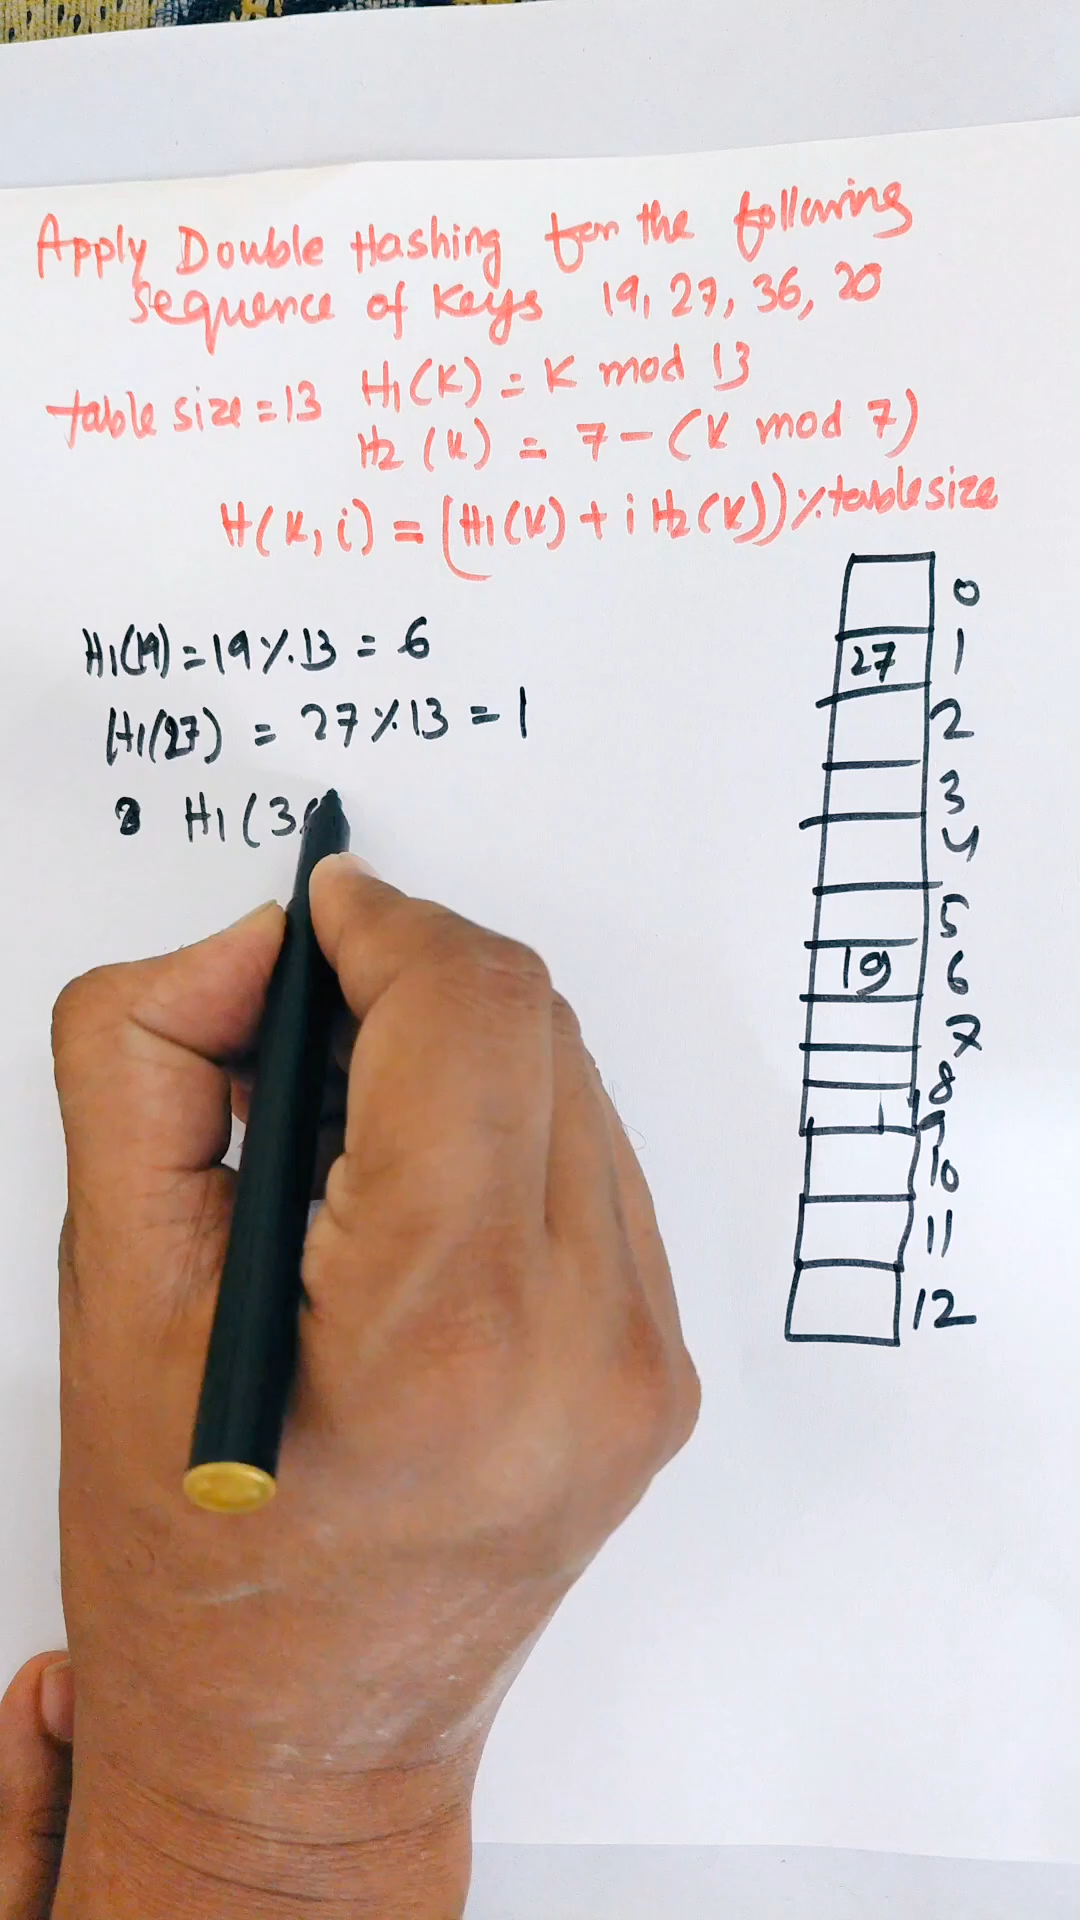 Apply Double Hashing for the following
sequence of keys 19, 27, 36, 20
table size = 13 H1(K) = K mod 13
H2(K) = 7 - (K mod 7)
H(K, i) = (H1(K) + i H2(K)) % table size
H1(19) = 19 % 13 = 6
H1(27) = 27 % 13 = 1
H1(3
0
27 1
2
3
4
5
19 6
7
8
9
10
11
12